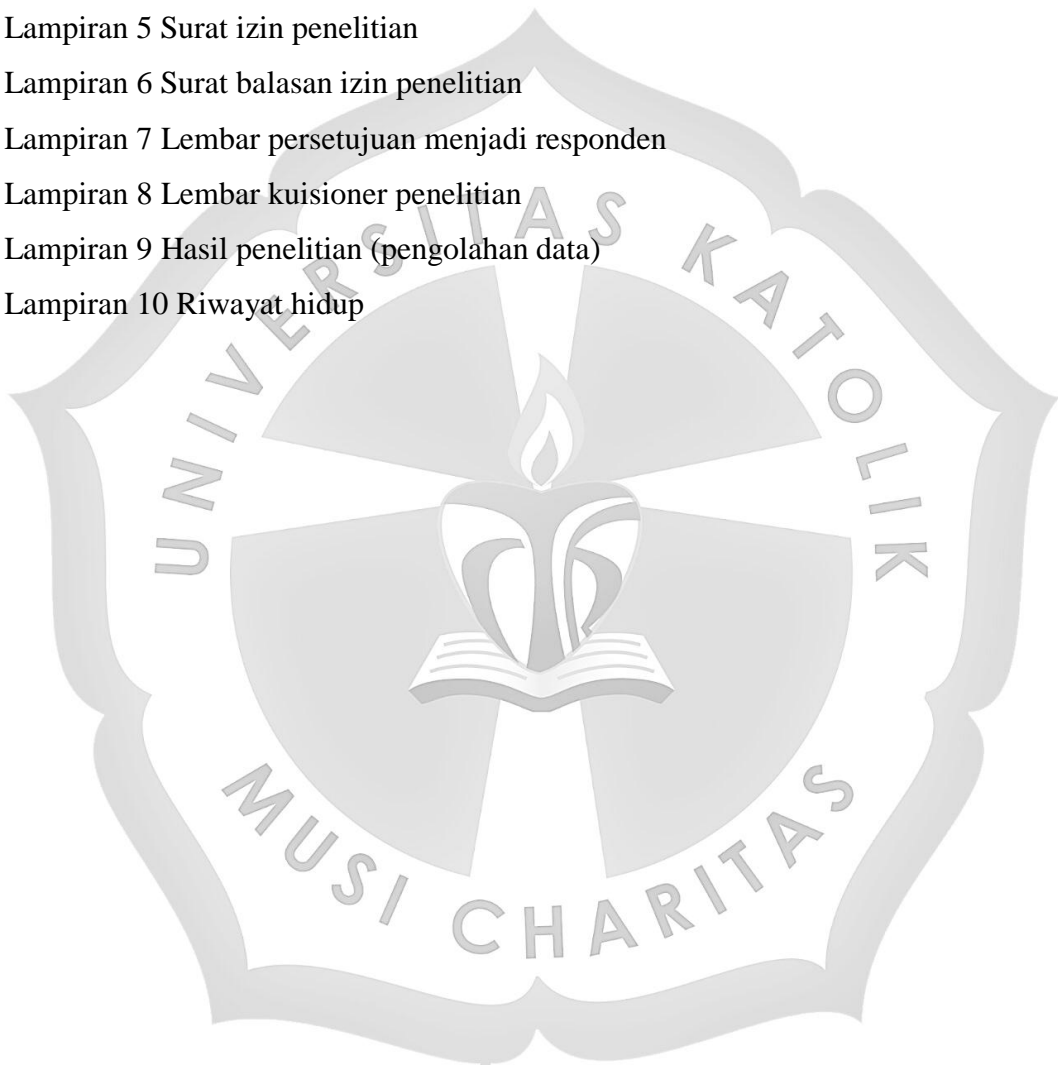 Lampiran 5 Surat izin penelitian
Lampiran 6 Surat balasan izin penelitian
Lampiran 7 Lembar persetujuan menjadi responden
Lampiran 8 Lembar kuisioner penelitian
Lampiran 9 Hasil penelitian (pengolahan data)
Lampiran 10 Riwayat hidup
UNIVERSITAS KATOLIK
MUSI CHARITAS